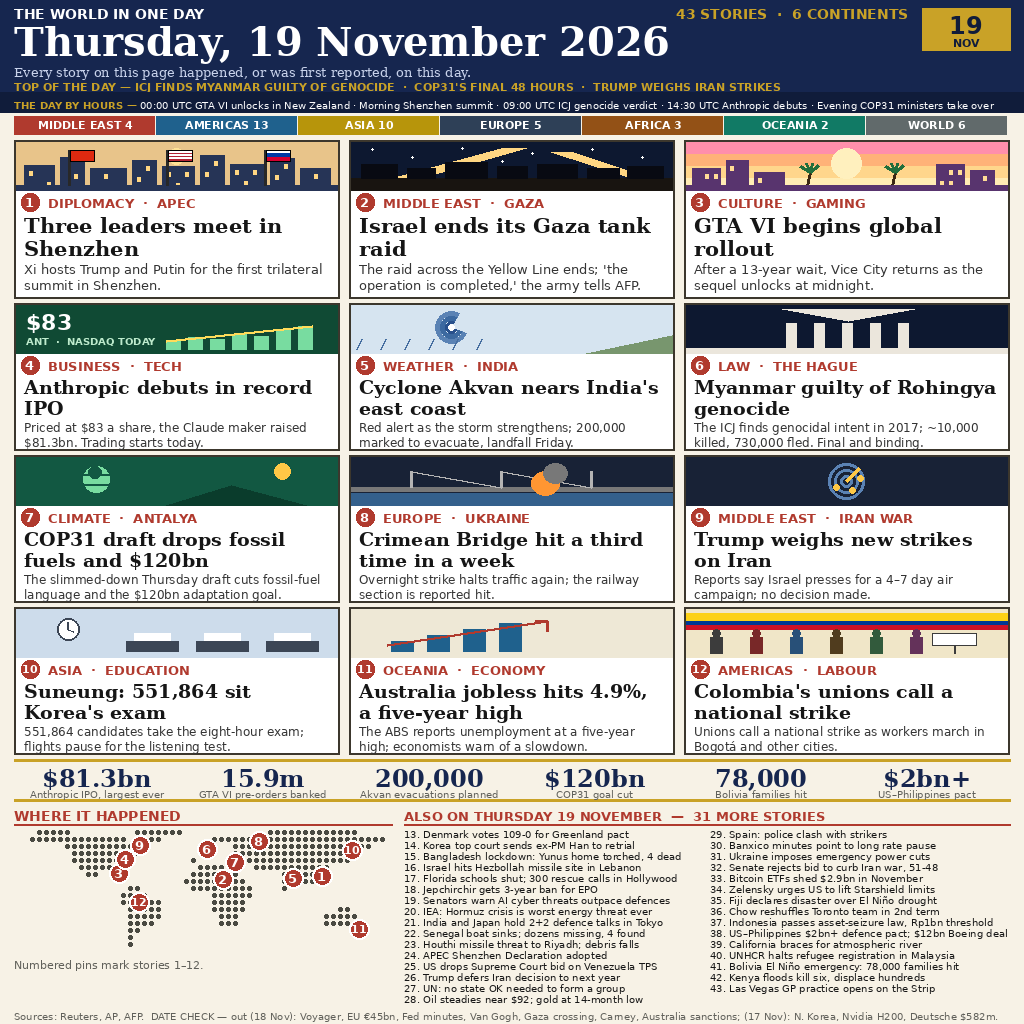 THE WORLD IN ONE DAY
43 STORIES · 6 CONTINENTS
19
NOV
Thursday, 19 November 2026
Every story on this page happened, or was first reported, on this day.
TOP OF THE DAY — ICJ FINDS MYANMAR GUILTY OF GENOCIDE · COP31'S FINAL 48 HOURS · TRUMP WEIGHS IRAN STRIKES
THE DAY BY HOURS — 00:00 UTC GTA VI unlocks in New Zealand · Morning Shenzhen summit · 09:00 UTC ICJ genocide verdict · 14:30 UTC Anthropic debuts · Evening COP31 ministers take over
MIDDLE EAST 4
AMERICAS 13
ASIA 10
EUROPE 5
AFRICA 3
OCEANIA 2
WORLD 6
1 DIPLOMACY · APEC
Three leaders meet in
Shenzhen
Xi hosts Trump and Putin for the first trilateral
summit in Shenzhen.
2 MIDDLE EAST · GAZA
Israel ends its Gaza tank
raid
The raid across the Yellow Line ends; 'the
operation is completed,' the army tells AFP.
3 CULTURE · GAMING
GTA VI begins global
rollout
After a 13-year wait, Vice City returns as the
sequel unlocks at midnight.
$83
ANT · NASDAQ TODAY
4 BUSINESS · TECH
Anthropic debuts in record
IPO
Priced at $83 a share, the Claude maker raised
$81.3bn. Trading starts today.
5 WEATHER · INDIA
Cyclone Akvan nears India's
east coast
Red alert as the storm strengthens; 200,000
marked to evacuate, landfall Friday.
6 LAW · THE HAGUE
Myanmar guilty of Rohingya
genocide
The ICJ finds genocidal intent in 2017; ~10,000
killed, 730,000 fled. Final and binding.
7 CLIMATE · ANTALYA
COP31 draft drops fossil
fuels and $120bn
The slimmed-down Thursday draft cuts fossil-fuel
language and the $120bn adaptation goal.
8 EUROPE · UKRAINE
Crimean Bridge hit a third
time in a week
Overnight strike halts traffic again; the railway
section is reported hit.
9 MIDDLE EAST · IRAN WAR
Trump weighs new strikes
on Iran
Reports say Israel presses for a 4–7 day air
campaign; no decision made.
10 ASIA · EDUCATION
Suneung: 551,864 sit
Korea's exam
551,864 candidates take the eight-hour exam;
flights pause for the listening test.
11 OCEANIA · ECONOMY
Australia jobless hits 4.9%,
a five-year high
The ABS reports unemployment at a five-year
high; economists warn of a slowdown.
12 AMERICAS · LABOUR
Colombia's unions call a
national strike
Unions call a national strike as workers march in
Bogotá and other cities.
$81.3bn
Anthropic IPO, largest ever
15.9m
GTA VI pre-orders banked
200,000
Akvan evacuations planned
$120bn
COP31 goal cut
78,000
Bolivia families hit
$2bn+
US–Philippines pact
WHERE IT HAPPENED
9
8
6
10
4
7
3
2
5
1
12
11
Numbered pins mark stories 1–12.
ALSO ON THURSDAY 19 NOVEMBER — 31 MORE STORIES
13. Denmark votes 109-0 for Greenland pact
14. Korea top court sends ex-PM Han to retrial
15. Bangladesh lockdown: Yunus home torched, 4 dead
16. Israel hits Hezbollah missile site in Lebanon
17. Florida schools shut; 300 rescue calls in Hollywood
18. Jepchirchir gets 3-year ban for EPO
19. Senators warn AI cyber threats outpace defences
20. IEA: Hormuz crisis is worst energy threat ever
21. India and Japan hold 2+2 defence talks in Tokyo
22. Senegal boat sinks; dozens missing, 4 found
23. Houthi missile threat to Riyadh; debris falls
24. APEC Shenzhen Declaration adopted
25. US drops Supreme Court bid on Venezuela TPS
26. Trump defers Iran decision to next year
27. UN: no state OK needed to form a group
28. Oil steadies near $92; gold at 14-month low
29. Spain: police clash with strikers
30. Banxico minutes point to long rate pause
31. Ukraine imposes emergency power cuts
32. Senate rejects bid to curb Iran war, 51-48
33. Bitcoin ETFs shed $2.9bn in November
34. Zelensky urges US to lift Starshield limits
35. Fiji declares disaster over El Niño drought
36. Chow reshuffles Toronto team in 2nd term
37. Indonesia passes asset-seizure law, Rp1bn threshold
38. US–Philippines $2bn+ defence pact; $12bn Boeing deal
39. California braces for atmospheric river
40. UNHCR halts refugee registration in Malaysia
41. Bolivia El Niño emergency: 78,000 families hit
42. Kenya floods kill six, displace hundreds
43. Las Vegas GP practice opens on the Strip
Sources: Reuters, AP, AFP. DATE CHECK — out (18 Nov): Voyager, EU €45bn, Fed minutes, Van Gogh, Gaza crossing, Carney, Australia sanctions; (17 Nov): N. Korea, Nvidia H200, Deutsche $582m.